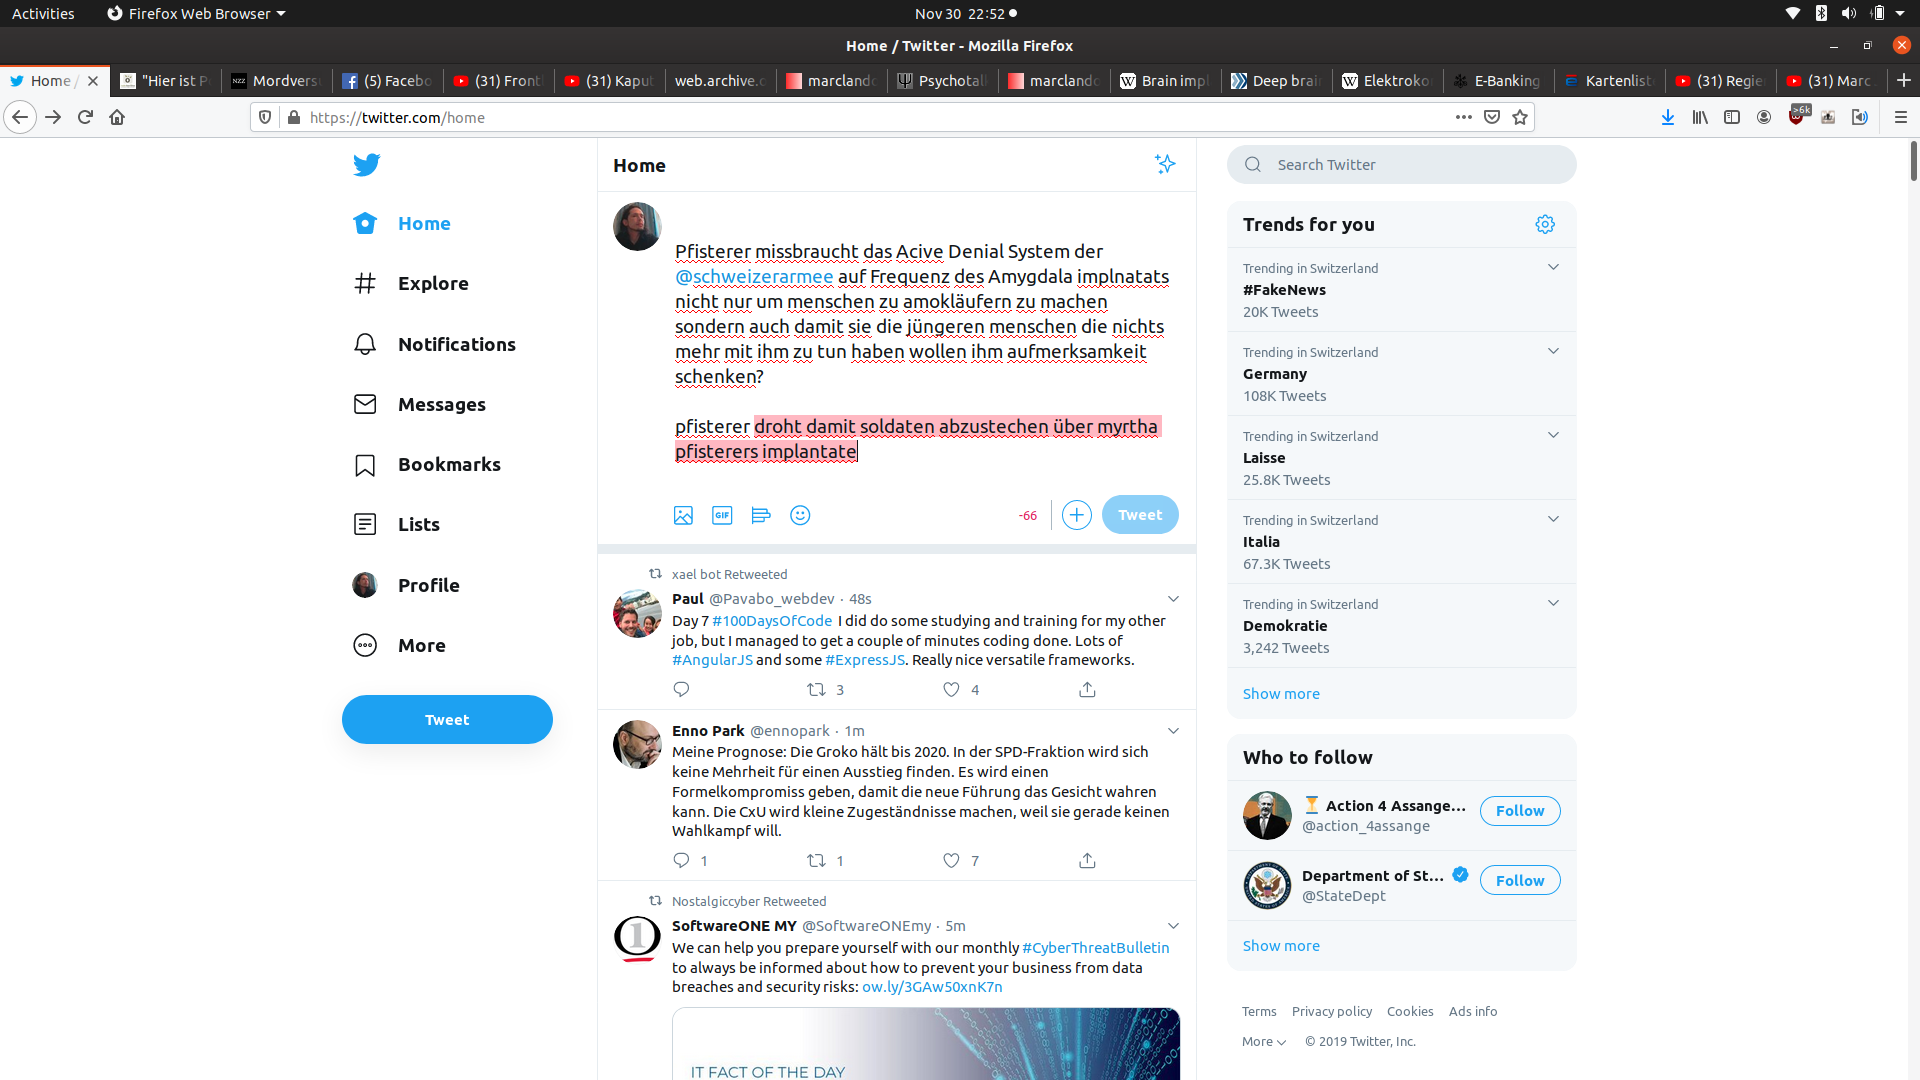 Activities
Firefox Web Browser
Nov 30 22:52
Home / Twitter - Mozilla Firefox
Home /
"Hier ist P
Mordvers
(5) Facebo
(31) Front
(31) Kaput
web.archive.o
marcland
Psychotal
marcland
Brain imp
Deep brai
Elektroko
E-Banking
Kartenlist
(31) Regie
(31) Marc
https://twitter.com/home
>6k
Home
Explore
Notifications
Messages
Bookmarks
Lists
Profile
More
Tweet
Home
Pfisterer missbraucht das Acive Denial System der
@schweizerarmee auf Frequenz des Amygdala implnatats
nicht nur um menschen zu amokläufern zu machen
sondern auch damit sie die jüngeren menschen die nichts
mehr mit ihm zu tun haben wollen ihm aufmerksamkeit
schenken?
pfisterer droht damit soldaten abzustechen über myrtha
pfisterers implantate
GIF
-66
Tweet
xael bot Retweeted
Paul @Pavabo_webdev · 48s
Day 7 #100DaysOfCode I did do some studying and training for my other
job, but I managed to get a couple of minutes coding done. Lots of
#AngularJS and some #ExpressJS. Really nice versatile frameworks.
3
4
Enno Park @ennopark · 1m
Meine Prognose: Die Groko hält bis 2020. In der SPD-Fraktion wird sich
keine Mehrheit für einen Ausstieg finden. Es wird einen
Formelkompromiss geben, damit die neue Führung das Gesicht wahren
kann. Die CxU wird kleine Zugeständnisse machen, weil sie gerade keinen
Wahlkampf will.
1
1
7
Nostalgiccyber Retweeted
SoftwareONE MY @SoftwareONEmy · 5m
We can help you prepare yourself with our monthly #CyberThreatBulletin
to always be informed about how to prevent your business from data
breaches and security risks: ow.ly/3GAw50xnK7n
IT FACT OF THE DAY
Search Twitter
Trends for you
Trending in Switzerland
#FakeNews
20K Tweets
Trending in Switzerland
Germany
108K Tweets
Trending in Switzerland
Laisse
25.8K Tweets
Trending in Switzerland
Italia
67.3K Tweets
Trending in Switzerland
Demokratie
3,242 Tweets
Show more
Who to follow
Action 4 Assange...
@action_4assange
Follow
Department of St...
@StateDept
Follow
Show more
Terms Privacy policy Cookies Ads info
More © 2019 Twitter, Inc.